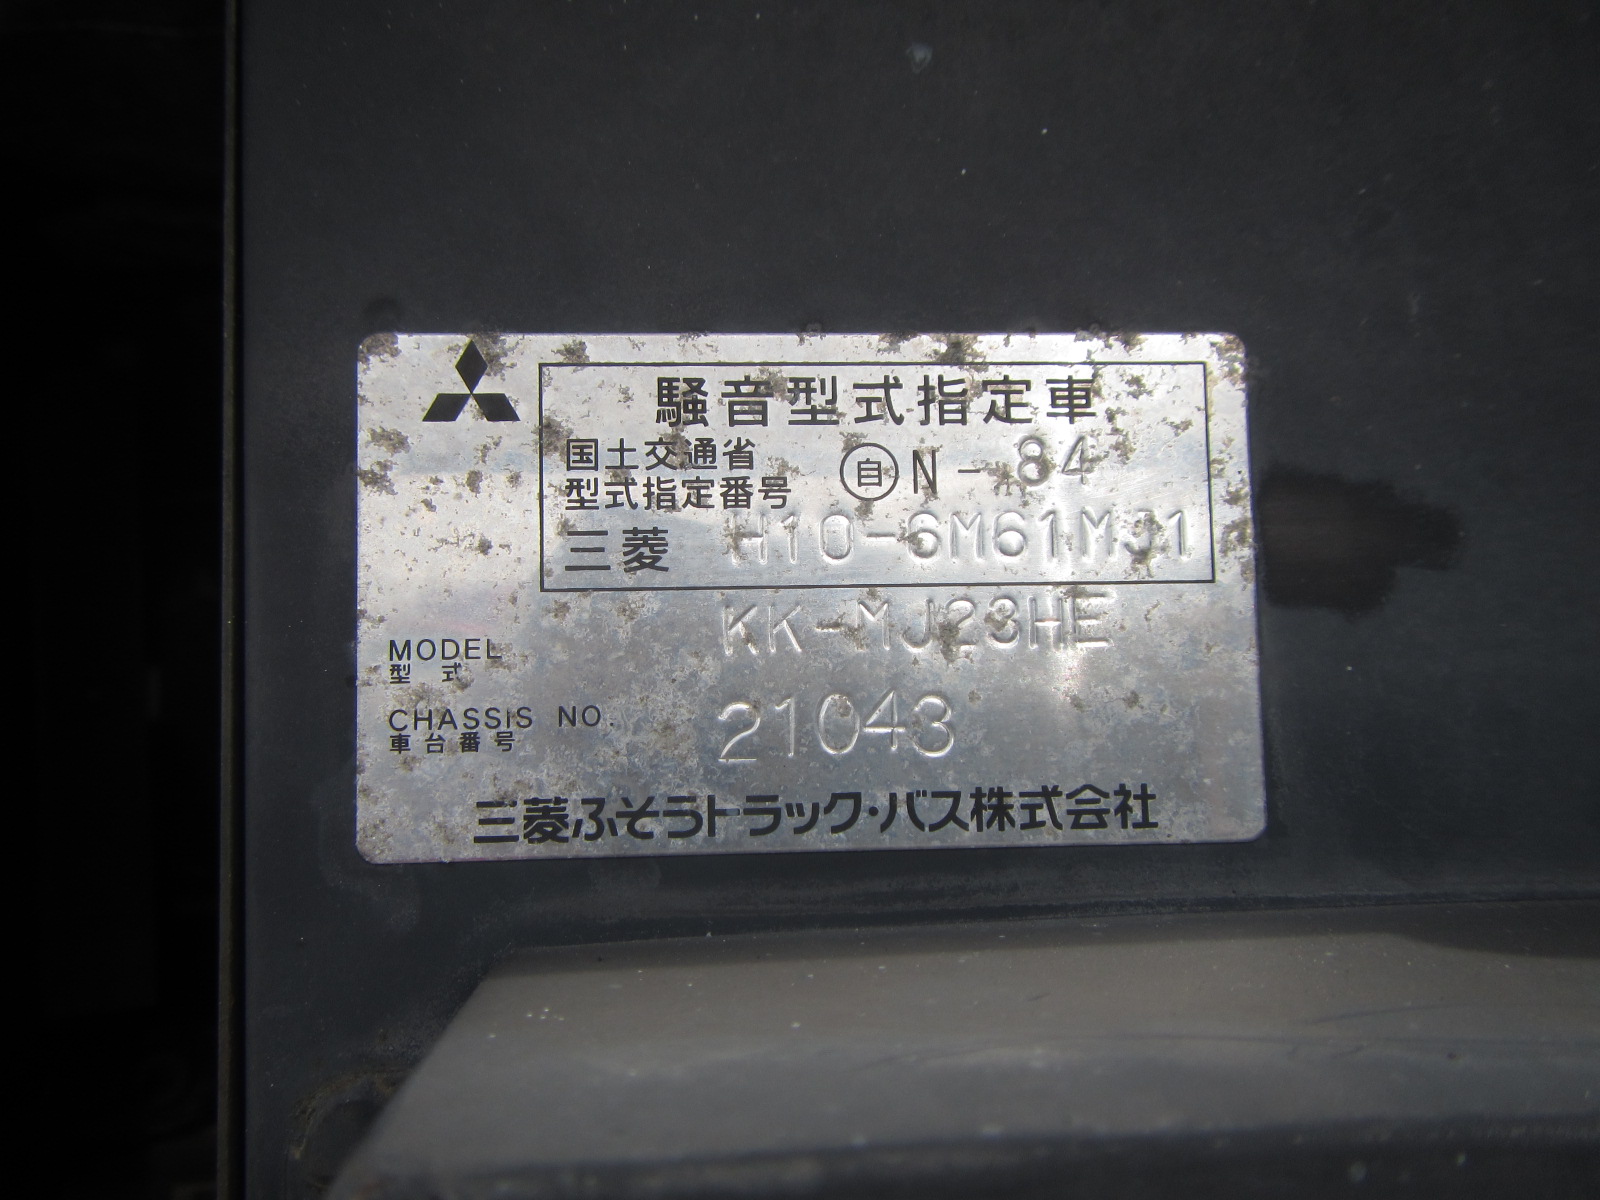 騒音型式指定車
国土交通省
型式指定番号 自 N-84
三菱 H10-6M61MJ1
MODEL KK-MJ23HE
型式
CHASSIS NO. 21043
車台番号
三菱ふそうトラック・バス株式会社